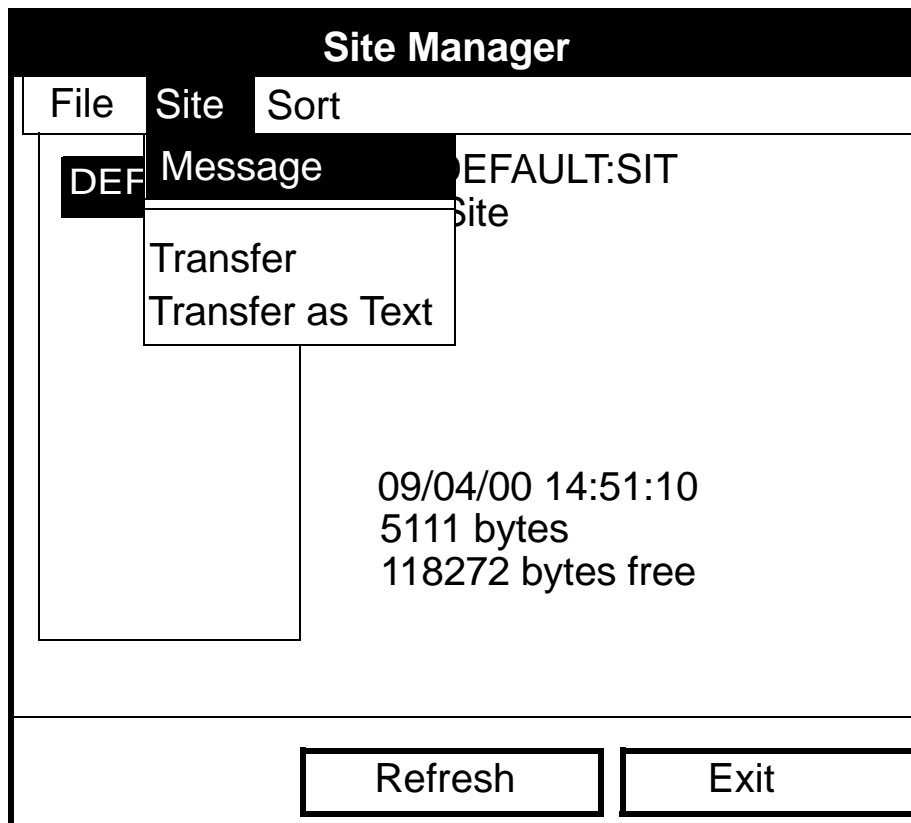 Site Manager
File Site Sort
Message
DEF
EFAULT:SIT
Site
Transfer
Transfer as Text
09/04/00 14:51:10
5111 bytes
118272 bytes free
Refresh Exit